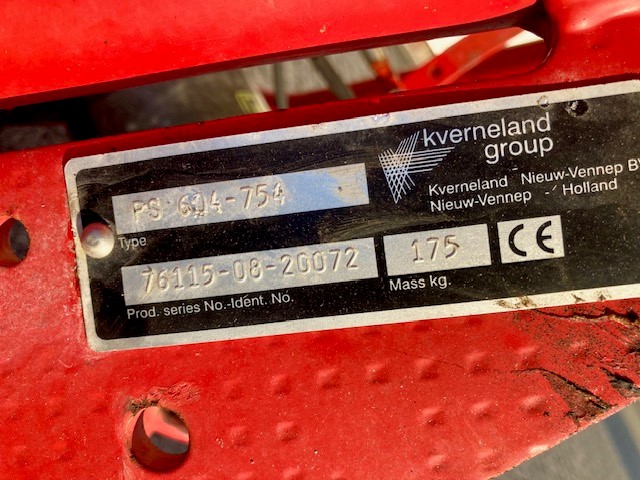 kverneland
group
Kverneland Nieuw-Vennep BV
Nieuw-Vennep - Holland
PS 604-754
Type
76115-08-20072
175
CE
Prod. series No.-Ident. No.
Mass kg.